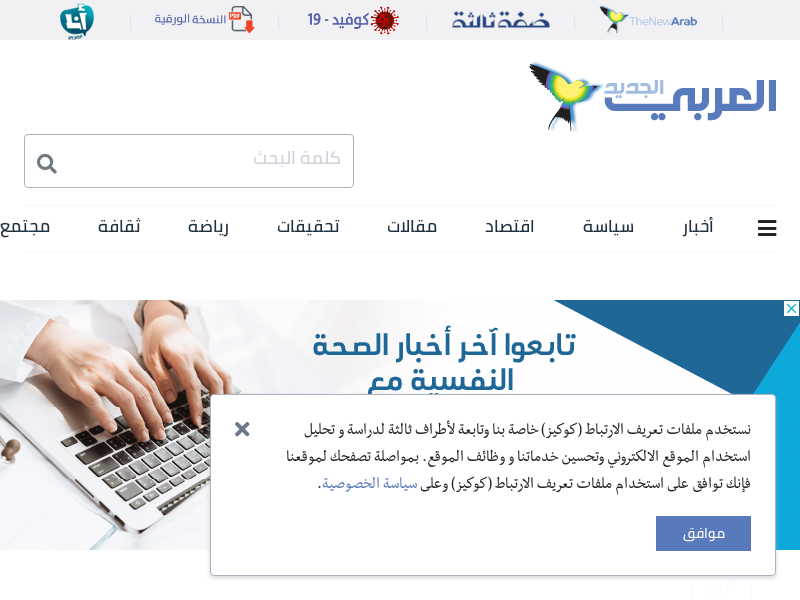 TheNewArab
ضفة ثالثة
كوفيد - 19
النسخة الورقية
PDF
أنا
العربي الجديد
كلمة البحث
أخبار
سياسة
اقتصاد
مقالات
تحقيقات
رياضة
ثقافة
مجتمع
تابعوا آخر أخبار الصحة
النفسية مع
نستخدم ملفات تعريف الارتباط (كوكيز) خاصة بنا وتابعة لأطراف ثالثة لدراسة و تحليل
استخدام الموقع الالكتروني وتحسين خدماتنا و وظائف الموقع. بمواصلة تصفحك لموقعنا
فإنك توافق على استخدام ملفات تعريف الارتباط (كوكيز) وعلى سياسة الخصوصية.
موافق